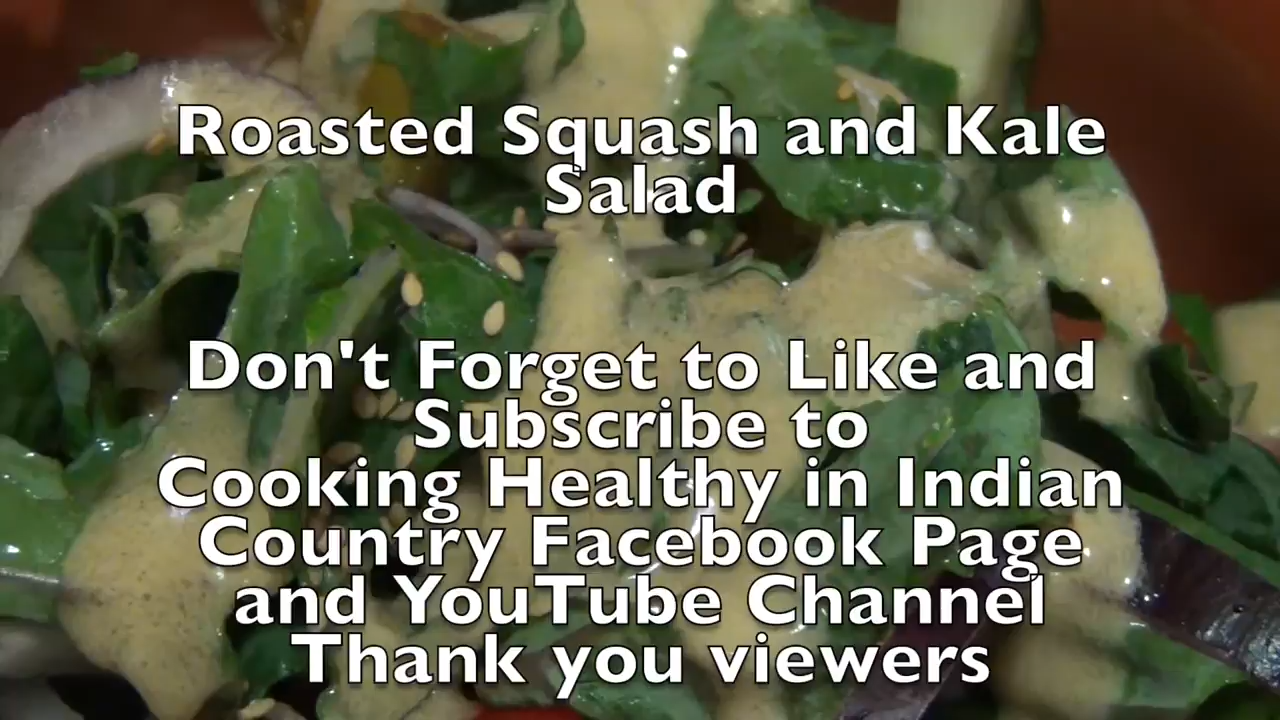 Roasted Squash and Kale
Salad
Don't Forget to Like and
Subscribe to
Cooking Healthy in Indian
Country Facebook Page
and YouTube Channel
Thank you viewers